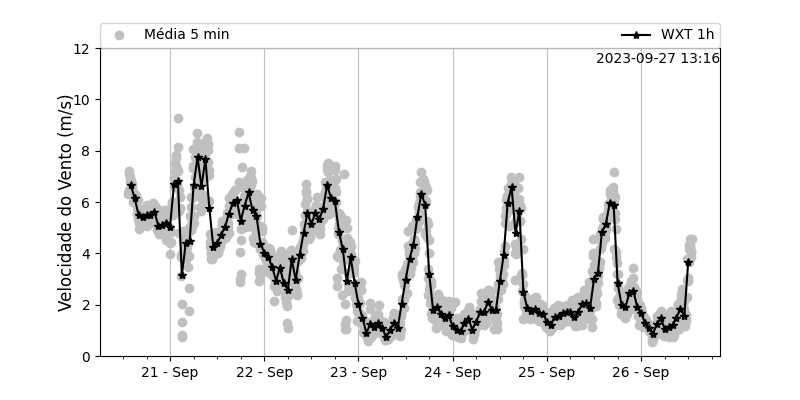 Média 5 min
WXT 1h
2023-09-27 13:16
Velocidade do Vento (m/s)
12
10
8
6
4
2
0
21 - Sep
22 - Sep
23 - Sep
24 - Sep
25 - Sep
26 - Sep